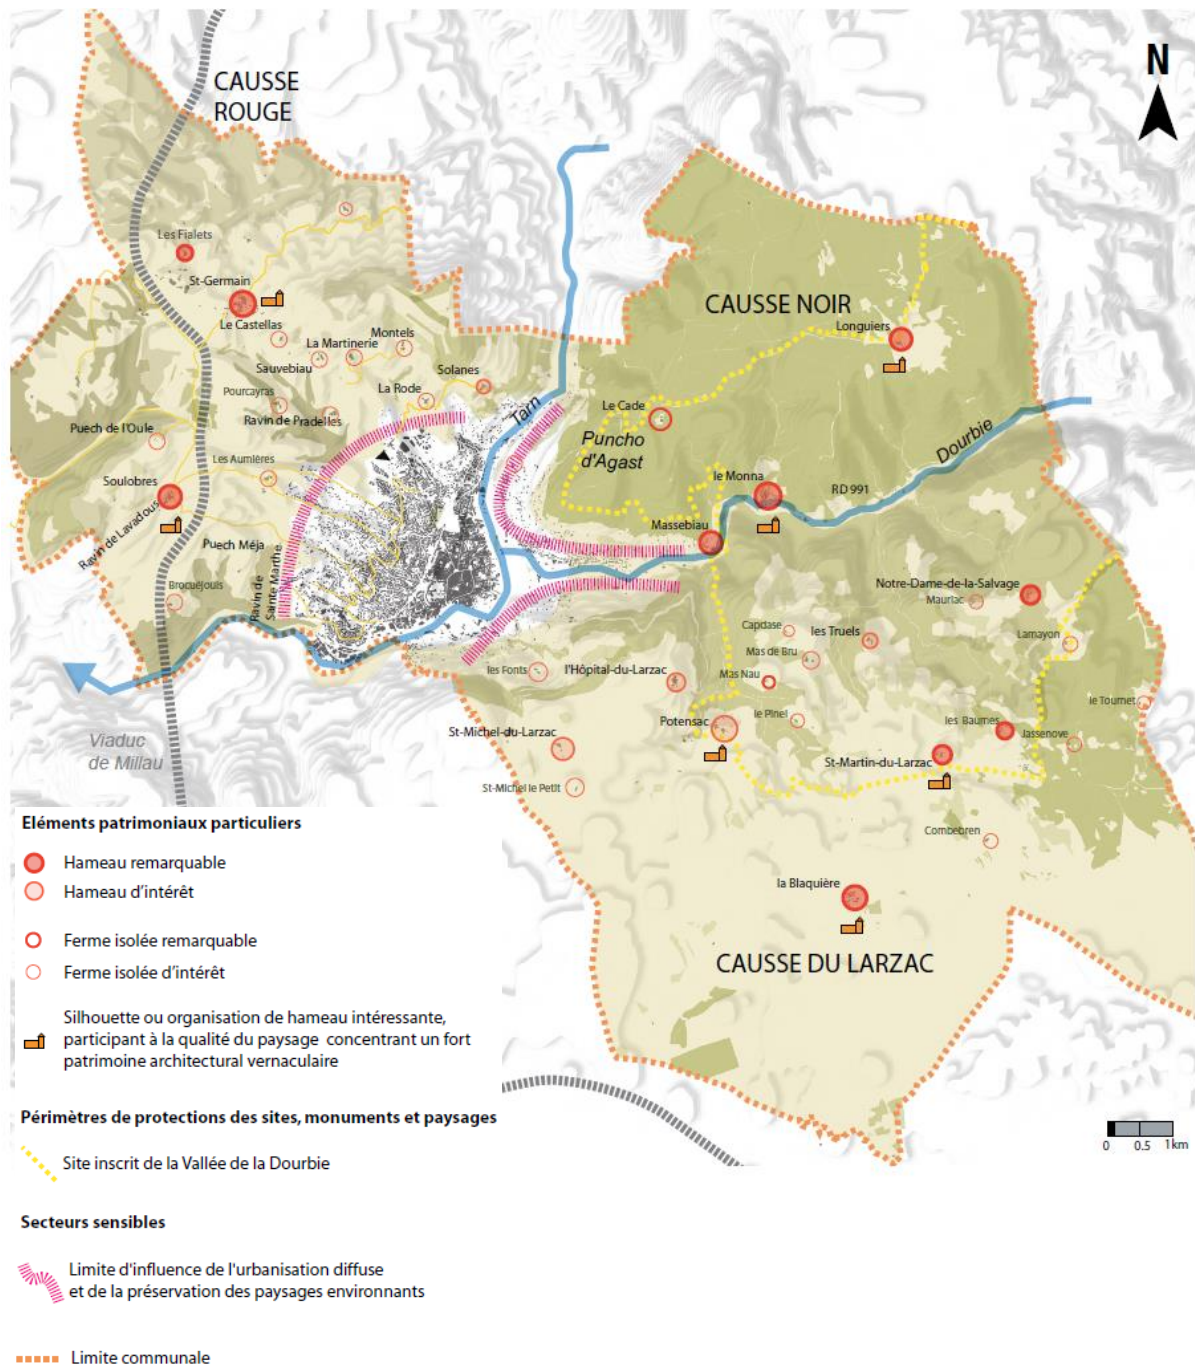 N
CAUSSE
ROUGE
Les Fialets
St-Germain
Le Castellas
La Martinerie
Montels
Sauvebiau
Solanes
Pourcayras
La Rode
Ravin de Pradelles
Puech de l'Oule
Les Aumières
Soulobres
Ravin de Lavadous
Puech Méja
Brocuéjouls
Ravin de
Sainte Marthe
Tarn
CAUSSE NOIR
Longuiers
Le Cade
Puncho
d'Agast
Dourbie
le Monna
RD 991
Massebiau
Notre-Dame-de-la-Salvage
Mauriac
Capdase
les Truels
Lamayon
Mas de Bru
les Fonts
l'Hôpital-du-Larzac
Mas Nau
le Tournet
Potensac
le Pinel
les Baumes
Jassenove
St-Michel-du-Larzac
St-Martin-du-Larzac
St-Michel le Petit
Combebren
la Blaquière
CAUSSE DU LARZAC
Viaduc
de Millau
0 0.5 1km
Eléments patrimoniaux particuliers
Hameau remarquable
Hameau d'intérêt
Ferme isolée remarquable
Ferme isolée d'intérêt
Silhouette ou organisation de hameau intéressante,
participant à la qualité du paysage concentrant un fort
patrimoine architectural vernaculaire
Périmètres de protections des sites, monuments et paysages
Site inscrit de la Vallée de la Dourbie
Secteurs sensibles
Limite d'influence de l'urbanisation diffuse
et de la préservation des paysages environnants
Limite communale